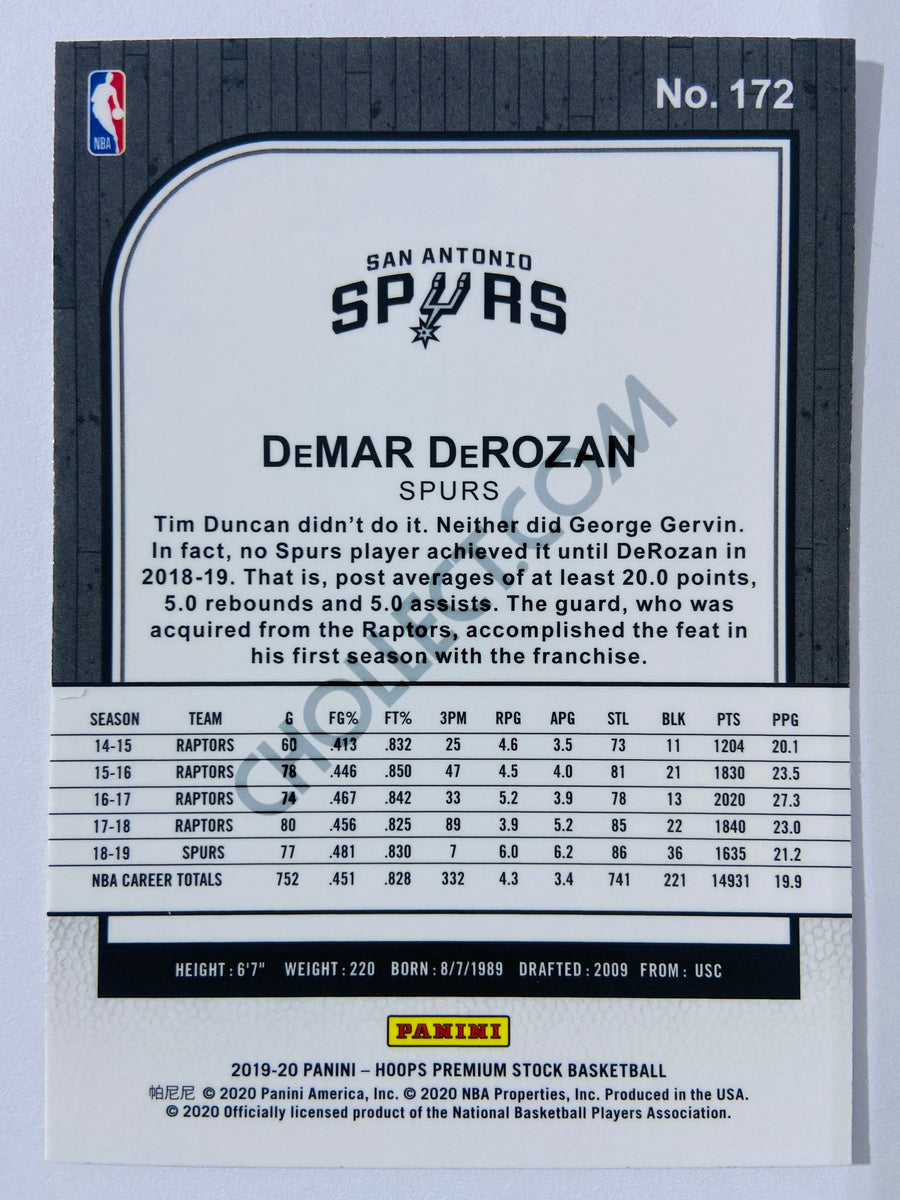 NBA
No. 172
SAN ANTONIO
SPURS
DeMAR DeROZAN
SPURS
Tim Duncan didn't do it. Neither did George Gervin.
In fact, no Spurs player achieved it until DeRozan in
2018-19. That is, post averages of at least 20.0 points,
5.0 rebounds and 5.0 assists. The guard, who was
acquired from the Raptors, accomplished the feat in
his first season with the franchise.
CHOLLECT.COM
SEASON TEAM G FG% FT% 3PM RPG APG STL BLK PTS PPG
14-15 RAPTORS 60 .413 .832 25 4.6 3.5 73 11 1204 20.1
15-16 RAPTORS 78 .446 .850 47 4.5 4.0 81 21 1830 23.5
16-17 RAPTORS 74 .467 .842 33 5.2 3.9 78 13 2020 27.3
17-18 RAPTORS 80 .456 .825 89 3.9 5.2 85 22 1840 23.0
18-19 SPURS 77 .481 .830 7 6.0 6.2 86 36 1635 21.2
NBA CAREER TOTALS 752 .451 .828 332 4.3 3.4 741 221 14931 19.9
HEIGHT: 6'7" WEIGHT: 220 BORN: 8/7/1989 DRAFTED: 2009 FROM: USC
PANINI
2019-20 PANINI – HOOPS PREMIUM STOCK BASKETBALL
帕尼尼 © 2020 Panini America, Inc. © 2020 NBA Properties, Inc. Produced in the USA.
© 2020 Officially licensed product of the National Basketball Players Association.